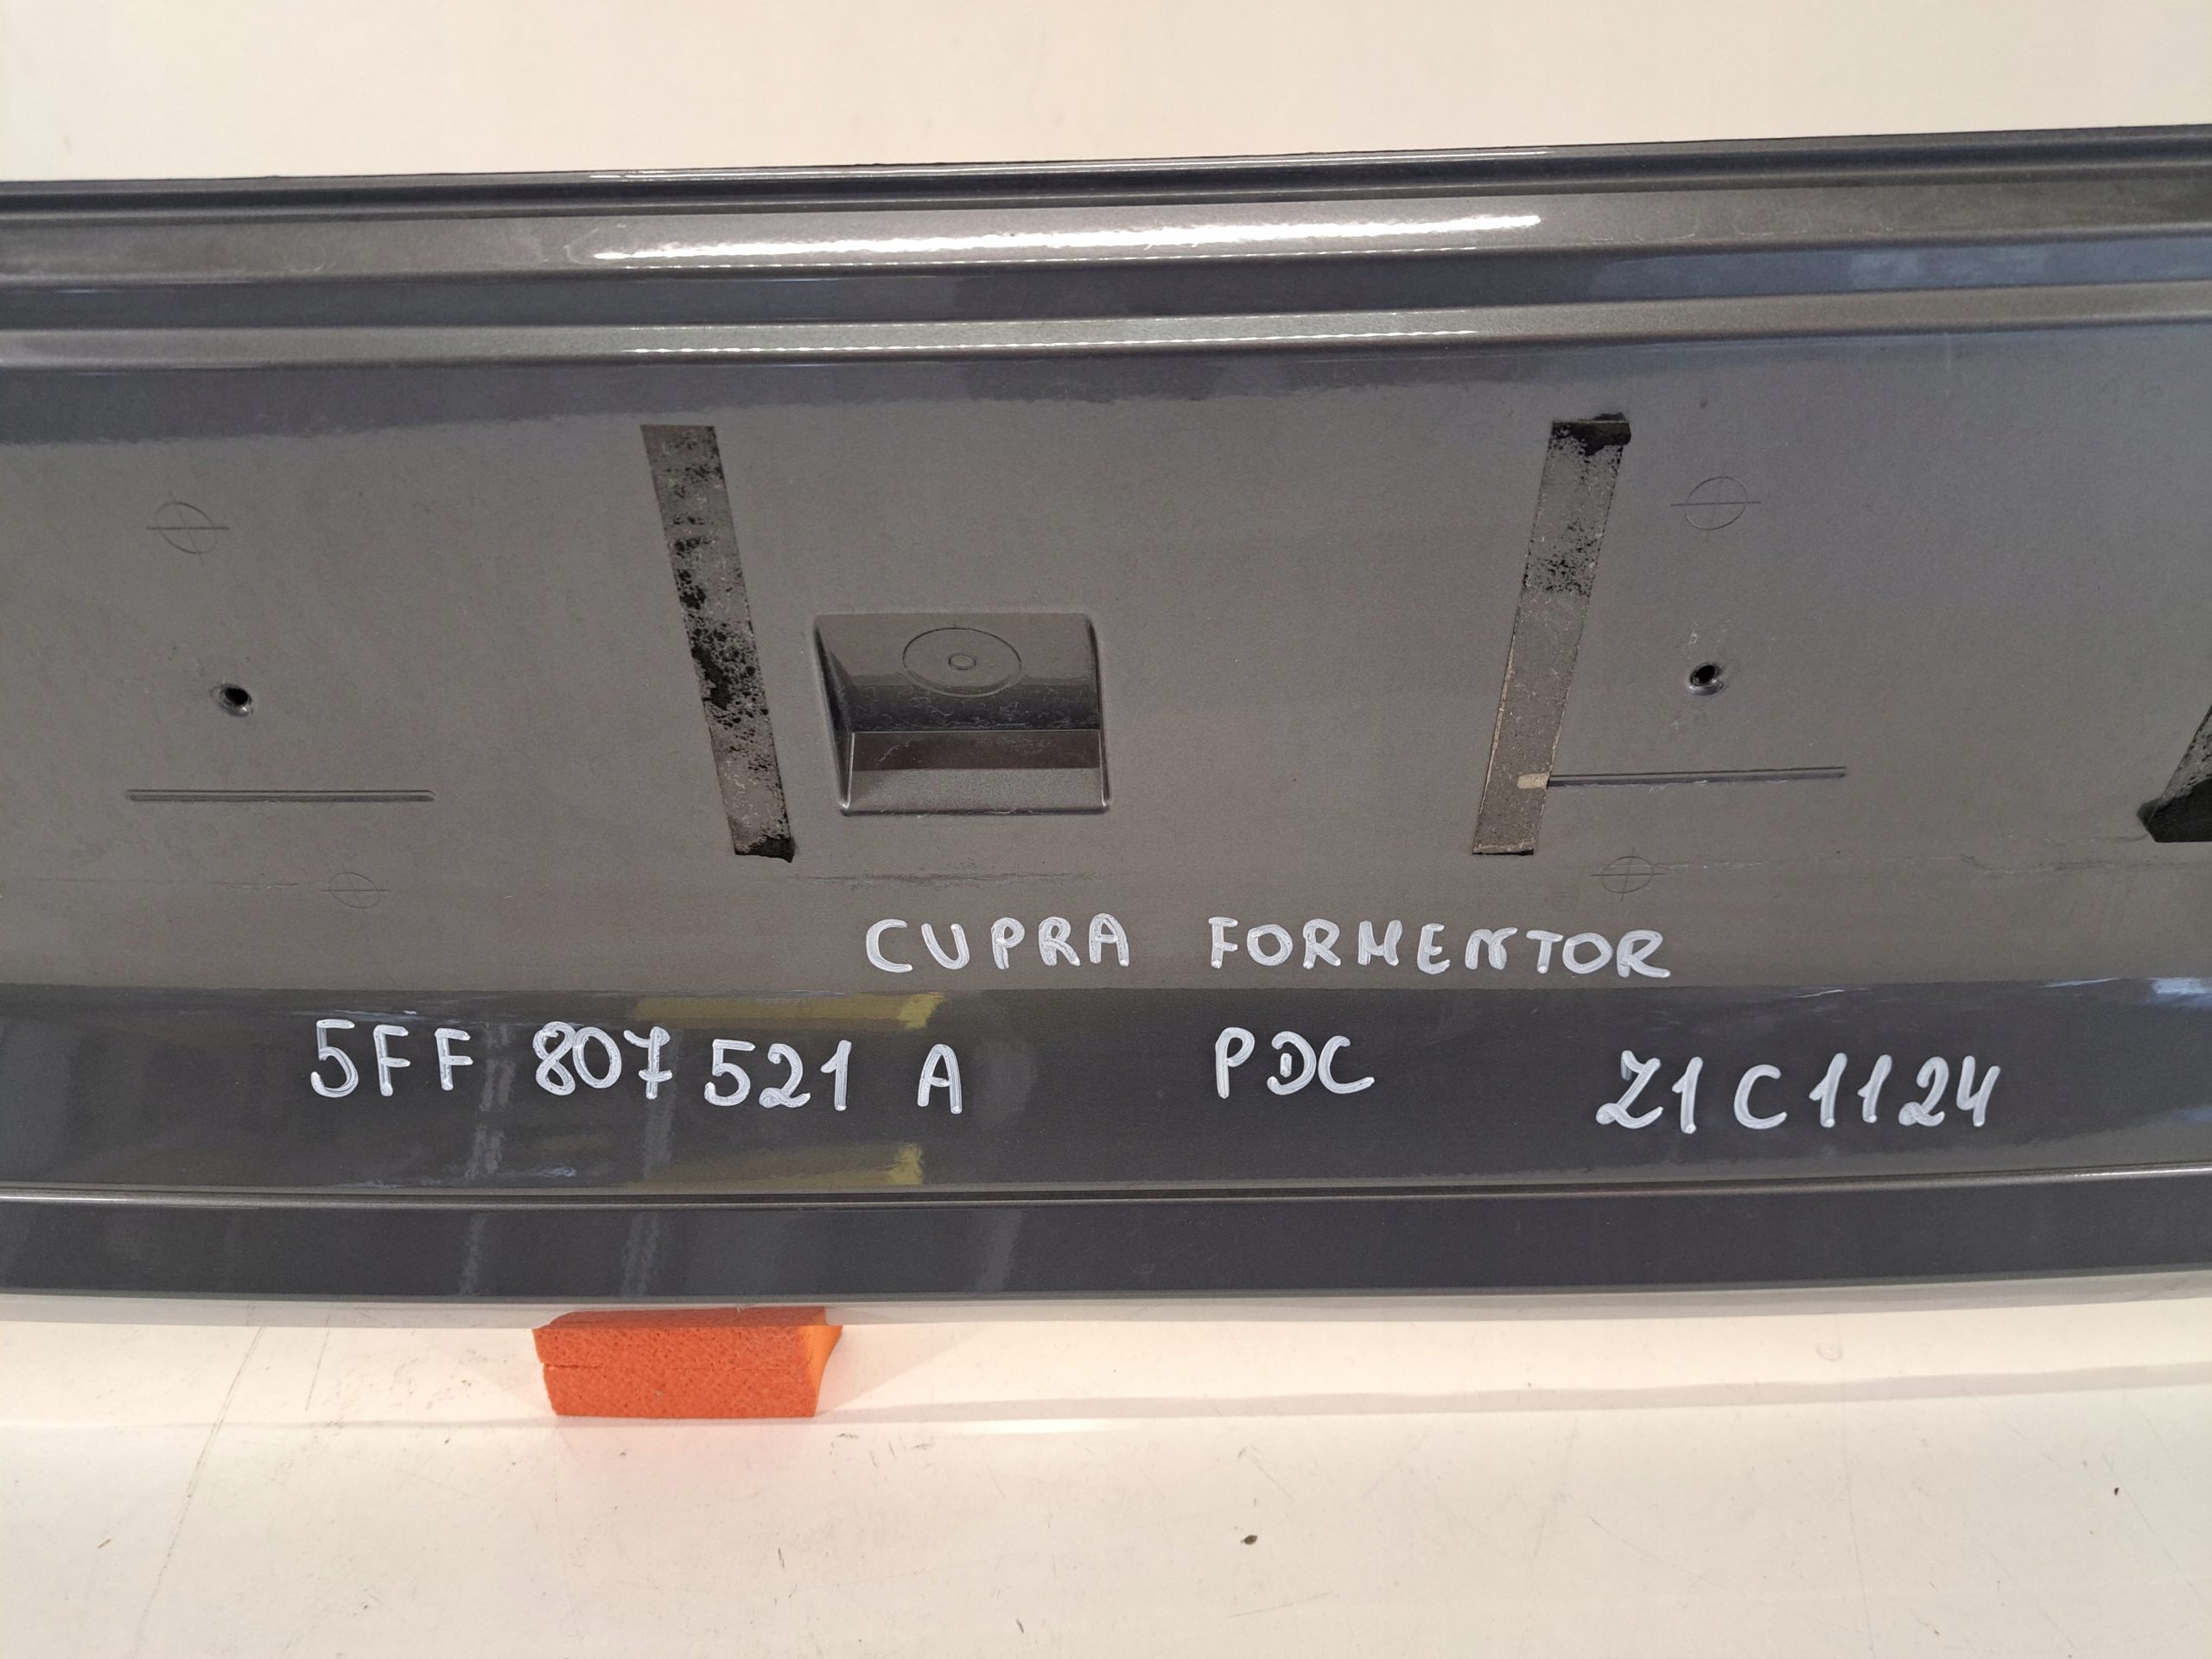 CUPRA FORMENTOR
5FF 807 521 A PDC Z1C1124